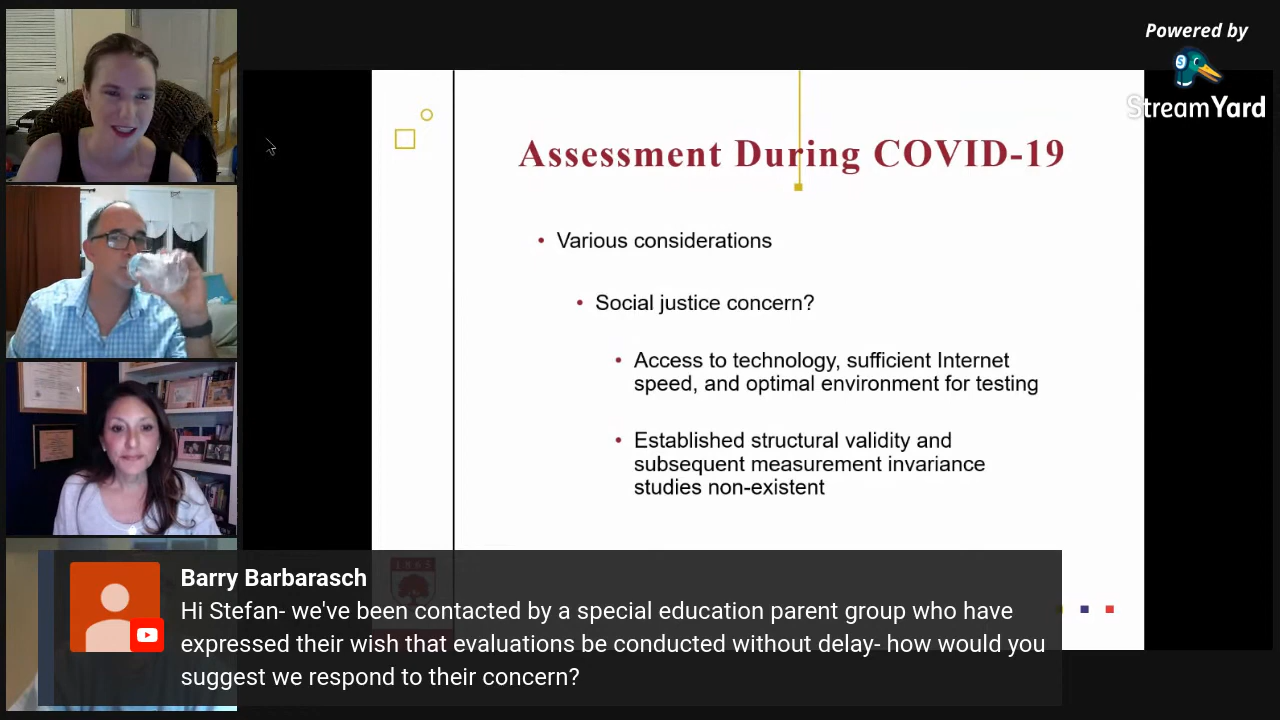 Powered by
StreamYard
Assessment During COVID-19
• Various considerations
• Social justice concern?
• Access to technology, sufficient Internet
speed, and optimal environment for testing
• Established structural validity and
subsequent measurement invariance
studies non-existent
1865
Barry Barbarasch
Hi Stefan- we've been contacted by a special education parent group who have
expressed their wish that evaluations be conducted without delay- how would you
suggest we respond to their concern?